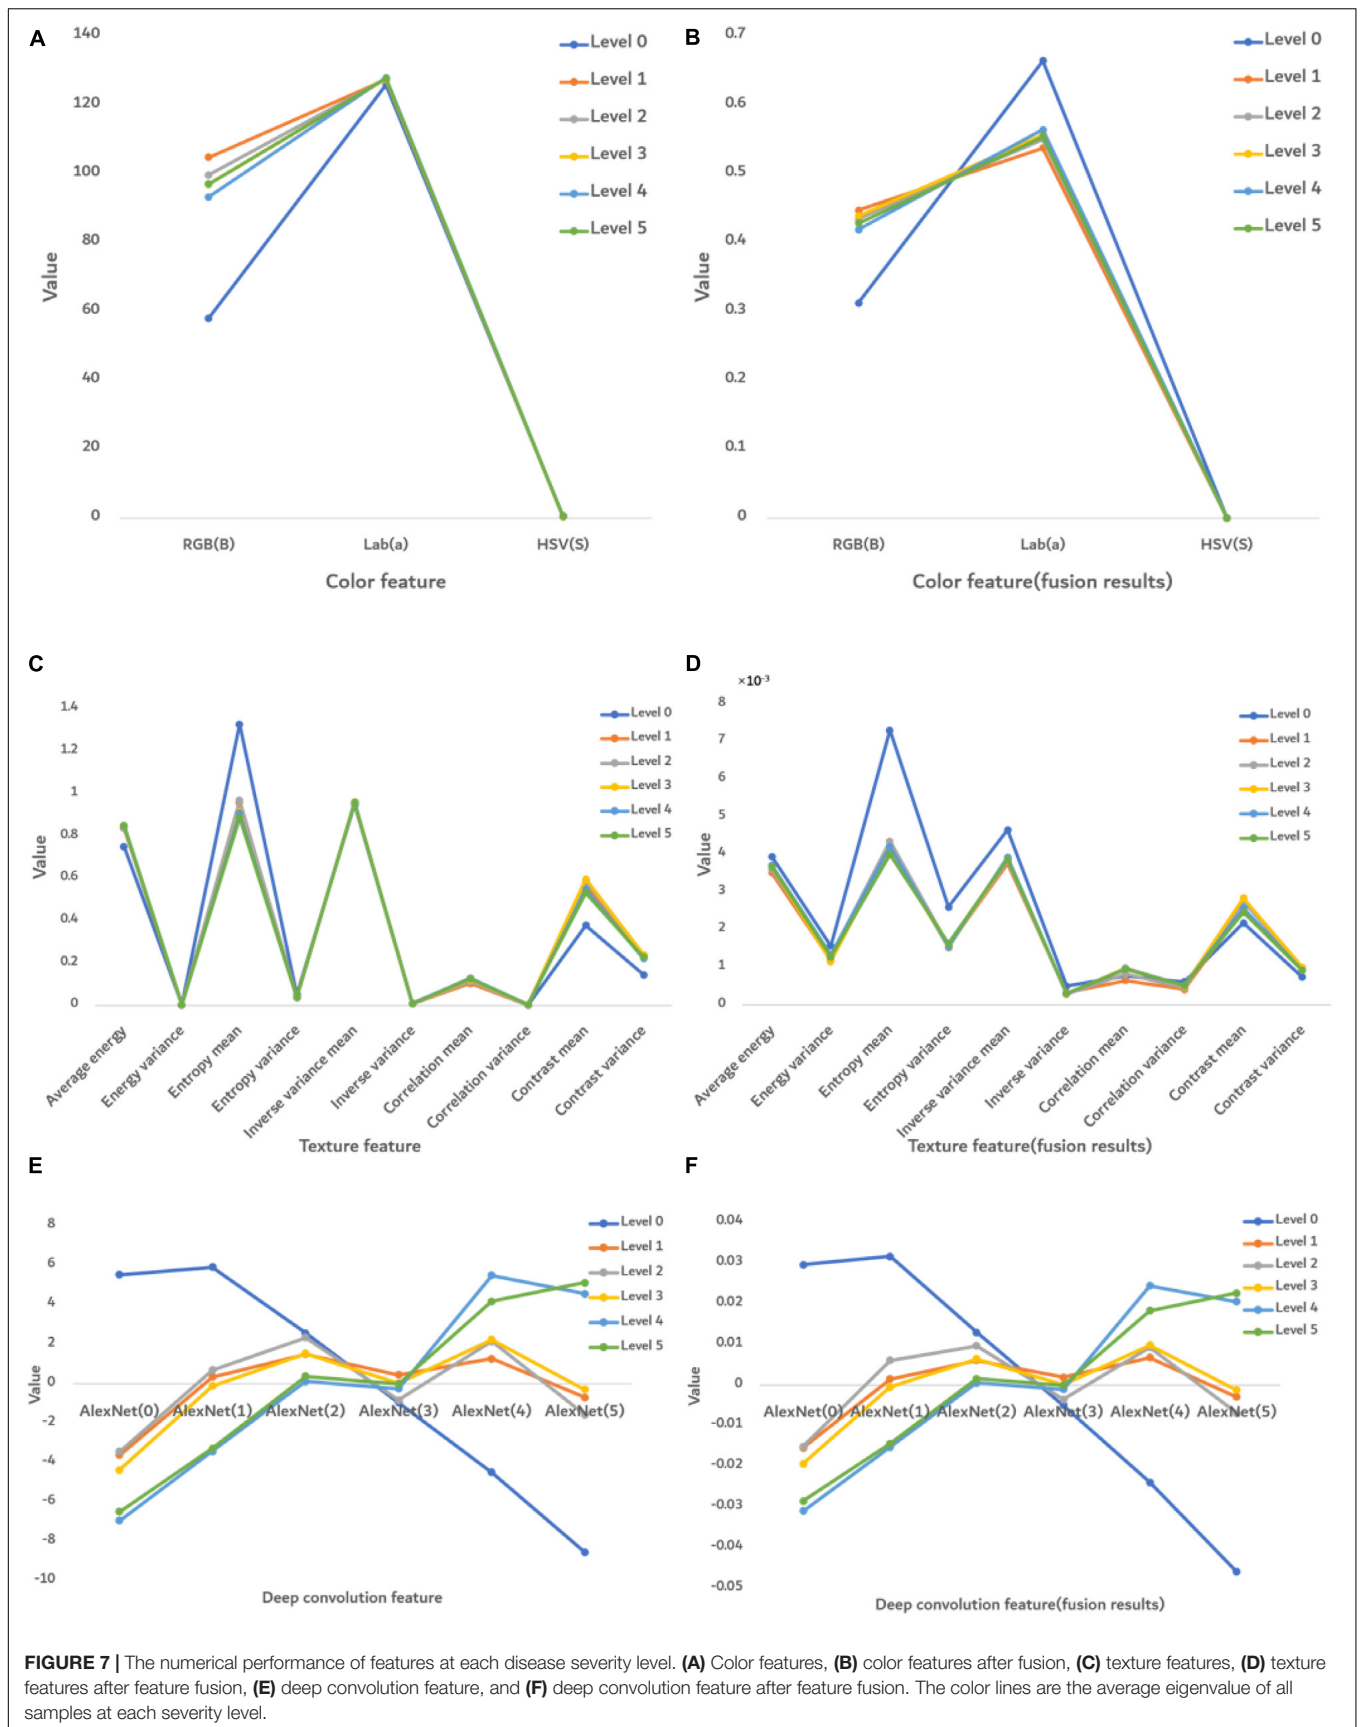 A
140
120
100
80
60
40
20
0
Value
RGB(B) Lab(a) HSV(S)
Color feature
Level 0
Level 1
Level 2
Level 3
Level 4
Level 5
B
0.7
0.6
0.5
0.4
0.3
0.2
0.1
0
Value
RGB(B) Lab(a) HSV(S)
Color feature(fusion results)
Level 0
Level 1
Level 2
Level 3
Level 4
Level 5
C
1.4
1.2
1
0.8
0.6
0.4
0.2
0
Value
Average energy
Energy variance
Entropy mean
Entropy variance
Inverse variance mean
Inverse variance
Correlation mean
Correlation variance
Contrast mean
Contrast variance
Texture feature
Level 0
Level 1
Level 2
Level 3
Level 4
Level 5
D
×10⁻³
8
7
6
5
4
3
2
1
0
Value
Average energy
Energy variance
Entropy mean
Entropy variance
Inverse variance mean
Inverse variance
Correlation mean
Correlation variance
Contrast mean
Contrast variance
Texture feature(fusion results)
Level 0
Level 1
Level 2
Level 3
Level 4
Level 5
E
8
6
4
2
0
-2
-4
-6
-8
-10
Value
AlexNet(0) AlexNet(1) AlexNet(2) AlexNet(3) AlexNet(4) AlexNet(5)
Deep convolution feature
Level 0
Level 1
Level 2
Level 3
Level 4
Level 5
F
0.04
0.03
0.02
0.01
0
-0.01
-0.02
-0.03
-0.04
-0.05
Value
AlexNet(0) AlexNet(1) AlexNet(2) AlexNet(3) AlexNet(4) AlexNet(5)
Deep convolution feature(fusion results)
Level 0
Level 1
Level 2
Level 3
Level 4
Level 5
FIGURE 7 | The numerical performance of features at each disease severity level. (A) Color features, (B) color features after fusion, (C) texture features, (D) texture
features after feature fusion, (E) deep convolution feature, and (F) deep convolution feature after feature fusion. The color lines are the average eigenvalue of all
samples at each severity level.